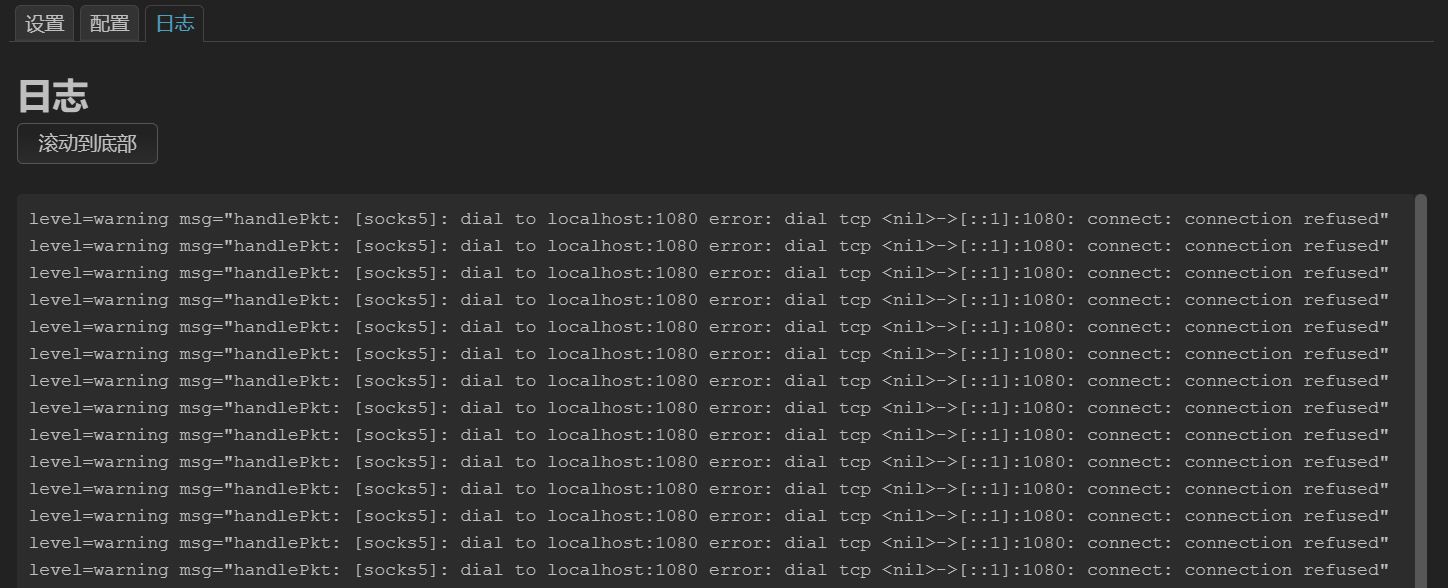 设置 配置 日志
日志
滚动到底部
level=warning msg="handlePkt: [socks5]: dial to localhost:1080 error: dial tcp <nil>->[::1]:1080: connect: connection refused"
level=warning msg="handlePkt: [socks5]: dial to localhost:1080 error: dial tcp <nil>->[::1]:1080: connect: connection refused"
level=warning msg="handlePkt: [socks5]: dial to localhost:1080 error: dial tcp <nil>->[::1]:1080: connect: connection refused"
level=warning msg="handlePkt: [socks5]: dial to localhost:1080 error: dial tcp <nil>->[::1]:1080: connect: connection refused"
level=warning msg="handlePkt: [socks5]: dial to localhost:1080 error: dial tcp <nil>->[::1]:1080: connect: connection refused"
level=warning msg="handlePkt: [socks5]: dial to localhost:1080 error: dial tcp <nil>->[::1]:1080: connect: connection refused"
level=warning msg="handlePkt: [socks5]: dial to localhost:1080 error: dial tcp <nil>->[::1]:1080: connect: connection refused"
level=warning msg="handlePkt: [socks5]: dial to localhost:1080 error: dial tcp <nil>->[::1]:1080: connect: connection refused"
level=warning msg="handlePkt: [socks5]: dial to localhost:1080 error: dial tcp <nil>->[::1]:1080: connect: connection refused"
level=warning msg="handlePkt: [socks5]: dial to localhost:1080 error: dial tcp <nil>->[::1]:1080: connect: connection refused"
level=warning msg="handlePkt: [socks5]: dial to localhost:1080 error: dial tcp <nil>->[::1]:1080: connect: connection refused"
level=warning msg="handlePkt: [socks5]: dial to localhost:1080 error: dial tcp <nil>->[::1]:1080: connect: connection refused"
level=warning msg="handlePkt: [socks5]: dial to localhost:1080 error: dial tcp <nil>->[::1]:1080: connect: connection refused"
level=warning msg="handlePkt: [socks5]: dial to localhost:1080 error: dial tcp <nil>->[::1]:1080: connect: connection refused"